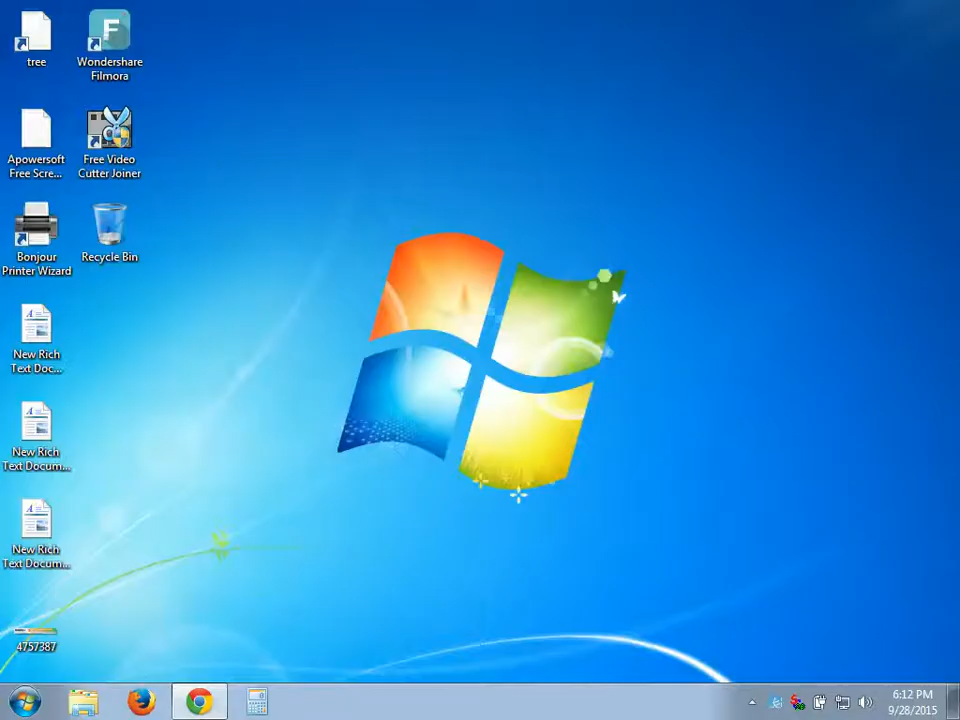 tree
Wondershare
Filmora
Apowersoft
Free Scre...
Free Video
Cutter Joiner
Bonjour
Printer Wizard
Recycle Bin
New Rich
Text Doc...
New Rich
Text Docum...
New Rich
Text Docum...
4757387
6:12 PM
9/28/2015